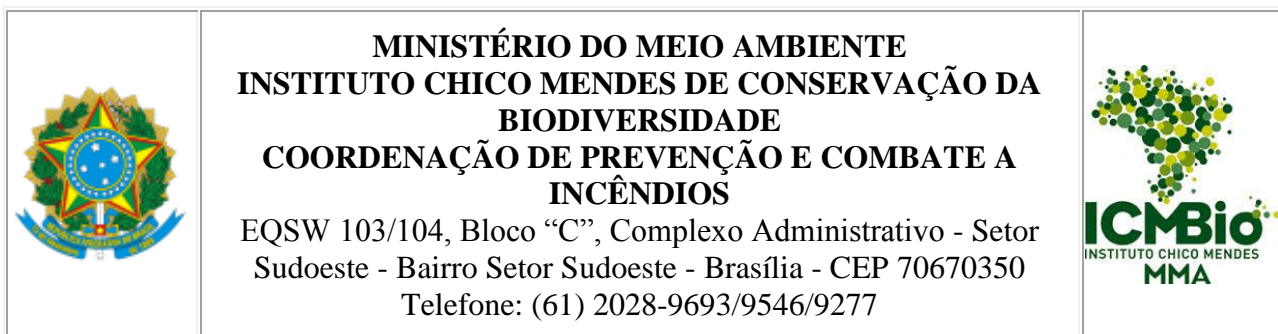 MINISTÉRIO DO MEIO AMBIENTE
INSTITUTO CHICO MENDES DE CONSERVAÇÃO DA
BIODIVERSIDADE
COORDENAÇÃO DE PREVENÇÃO E COMBATE A
INCÊNDIOS
EQSW 103/104, Bloco “C”, Complexo Administrativo - Setor
Sudoeste - Bairro Setor Sudoeste - Brasília - CEP 70670350
Telefone: (61) 2028-9693/9546/9277
ICMBio
INSTITUTO CHICO MENDES
MMA